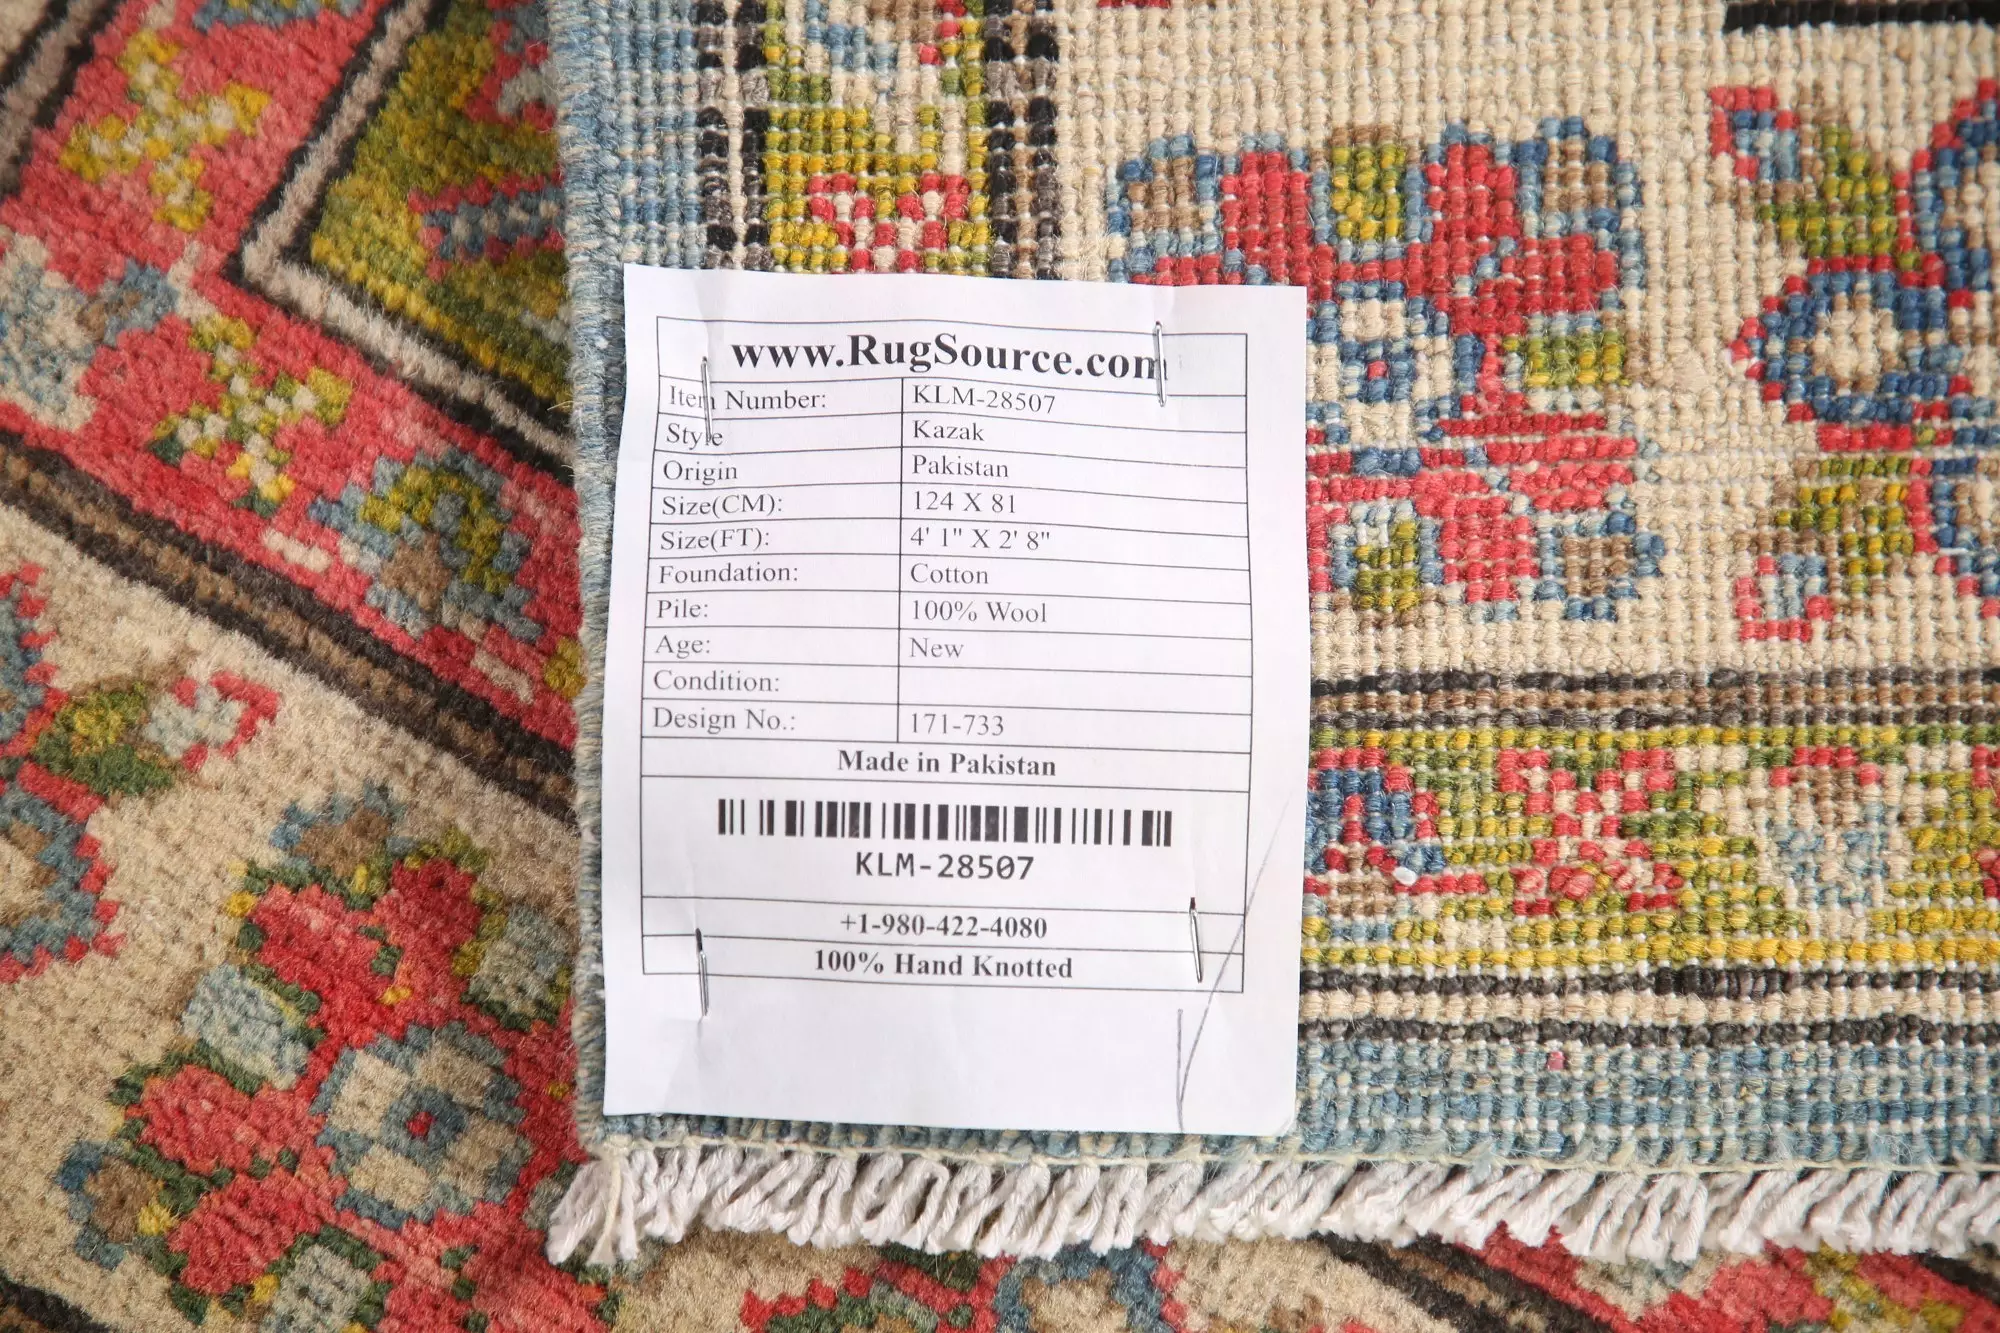 www.RugSource.com
Item Number: KLM-28507
Style Kazak
Origin Pakistan
Size(CM): 124 X 81
Size(FT): 4' 1" X 2' 8"
Foundation: Cotton
Pile: 100% Wool
Age: New
Condition:
Design No.: 171-733
Made in Pakistan
KLM-28507
+1-980-422-4080
100% Hand Knotted